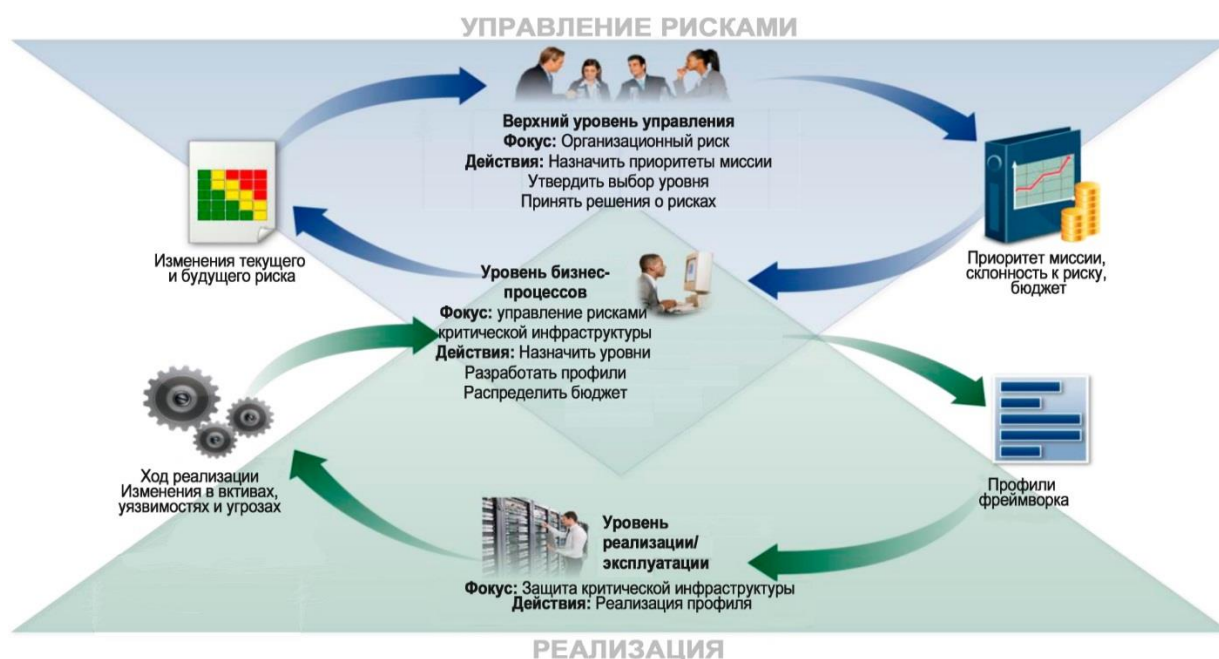 УПРАВЛЕНИЕ РИСКАМИ
Верхний уровень управления
Фокус: Организационный риск
Действия: Назначить приоритеты миссии
Утвердить выбор уровня
Принять решения о рисках
Изменения текущего
и будущего риска
Приоритет миссии,
склонность к риску,
бюджет
Уровень бизнес-
процессов
Фокус: управление рисками
критической инфраструктуры
Действия: Назначить уровни
Разработать профили
Распределить бюджет
Ход реализации
Изменения в вктивах,
уязвимостях и угрозах
Профили
фреймворка
Уровень
реализации/
эксплуатации
Фокус: Защита критической инфраструктуры
Действия: Реализация профиля
РЕАЛИЗАЦИЯ